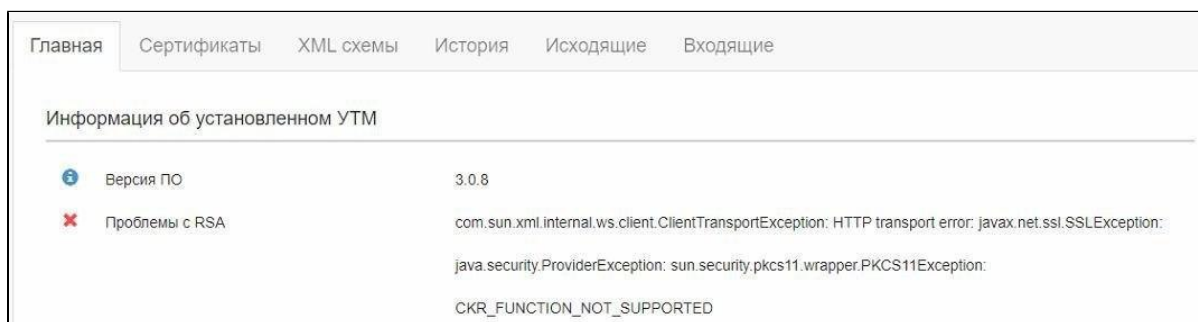 Главная Сертификаты XML схемы История Исходящие Входящие
Информация об установленном УТМ
Версия ПО 3.0.8
Проблемы с RSA com.sun.xml.internal.ws.client.ClientTransportException: HTTP transport error: javax.net.ssl.SSLException:
java.security.ProviderException: sun.security.pkcs11.wrapper.PKCS11Exception:
CKR_FUNCTION_NOT_SUPPORTED